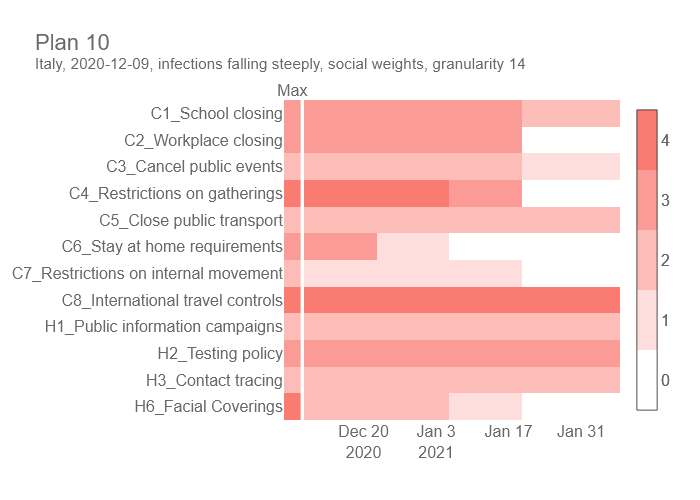 Plan 10
Italy, 2020-12-09, infections falling steeply, social weights, granularity 14
Max
C1_School closing
C2_Workplace closing
C3_Cancel public events
C4_Restrictions on gatherings
C5_Close public transport
C6_Stay at home requirements
C7_Restrictions on internal movement
C8_International travel controls
H1_Public information campaigns
H2_Testing policy
H3_Contact tracing
H6_Facial Coverings
4
3
2
1
0
Dec 20 Jan 3 Jan 17 Jan 31
2020 2021